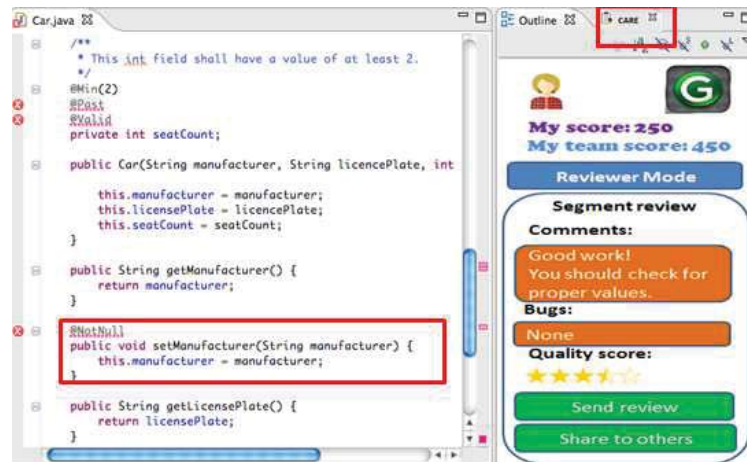 Car.java
Outline
CARE
/**
* This int field shall have a value of at least 2.
*/
@Min(2)
@Past
@Valid
private int seatCount;
public Car(String manufacturer, String licencePlate, int
this.manufacturer = manufacturer;
this.licensePlate = licencePlate;
this.seatCount = seatCount;
}
public String getManufacturer() {
return manufacturer;
}
@NotNull
public void setManufacturer(String manufacturer) {
this.manufacturer = manufacturer;
}
public String getLicensePlate() {
return licensePlate;
}
G
My score: 250
My team score: 450
Reviewer Mode
Segment review
Comments:
Good work!
You should check for
proper values.
Bugs:
None
Quality score:
Send review
Share to others